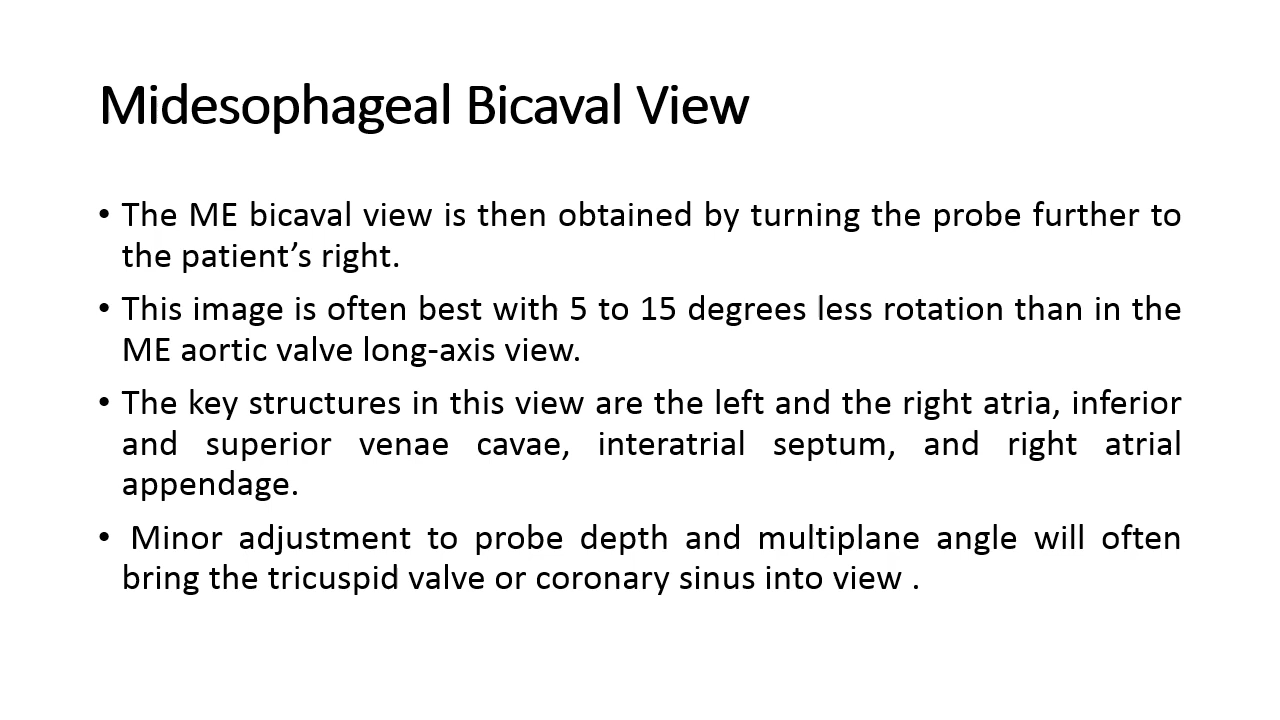 Midesophageal Bicaval View
• The ME bicaval view is then obtained by turning the probe further to
the patient’s right.
• This image is often best with 5 to 15 degrees less rotation than in the
ME aortic valve long-axis view.
• The key structures in this view are the left and the right atria, inferior
and superior venae cavae, interatrial septum, and right atrial
appendage.
• Minor adjustment to probe depth and multiplane angle will often
bring the tricuspid valve or coronary sinus into view .